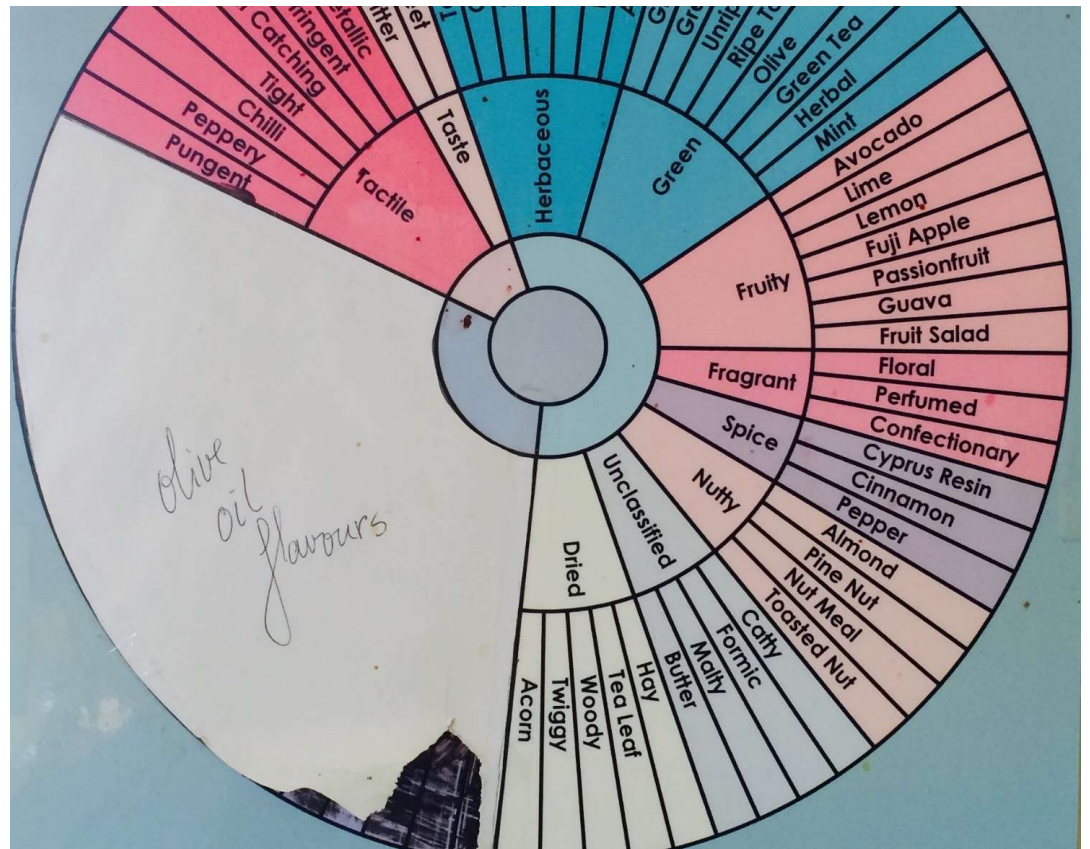 Catching
Tight
Chilli
Peppery
Pungent
Tactile
Taste
Herbaceous
Green
Olive
Green Tea
Herbal
Mint
Fruity
Avocado
Lime
Lemon
Fuji Apple
Passionfruit
Guava
Fruit Salad
Fragrant
Floral
Perfumed
Confectionary
Spice
Cyprus Resin
Cinnamon
Pepper
Nutty
Almond
Pine Nut
Nut Meal
Toasted Nut
Unclassified
Catty
Formic
Malty
Butter
Dried
Hay
Tea Leaf
Woody
Twiggy
Acorn
olive
oil
flavours